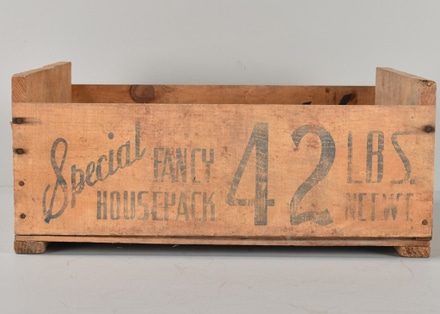 Special FANCY 42 LBS.
HOUSEPACK NET WT.